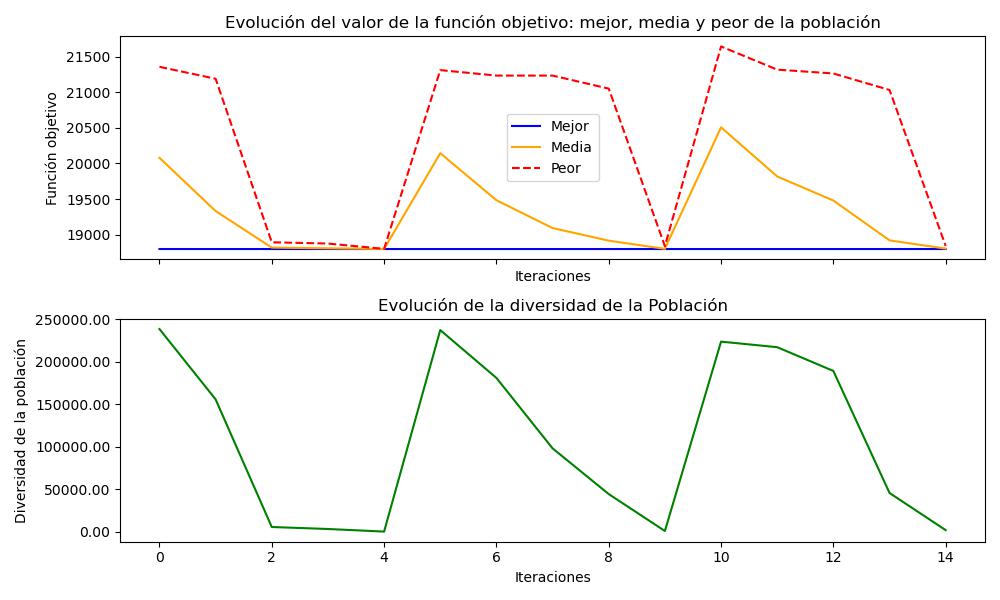 Evolución del valor de la función objetivo: mejor, media y peor de la población
21500
21000
20500
20000
19500
19000
Función objetivo
Mejor
Media
Peor
Iteraciones
Evolución de la diversidad de la Población
250000.00
200000.00
150000.00
100000.00
50000.00
0.00
Diversidad de la población
0 2 4 6 8 10 12 14
Iteraciones